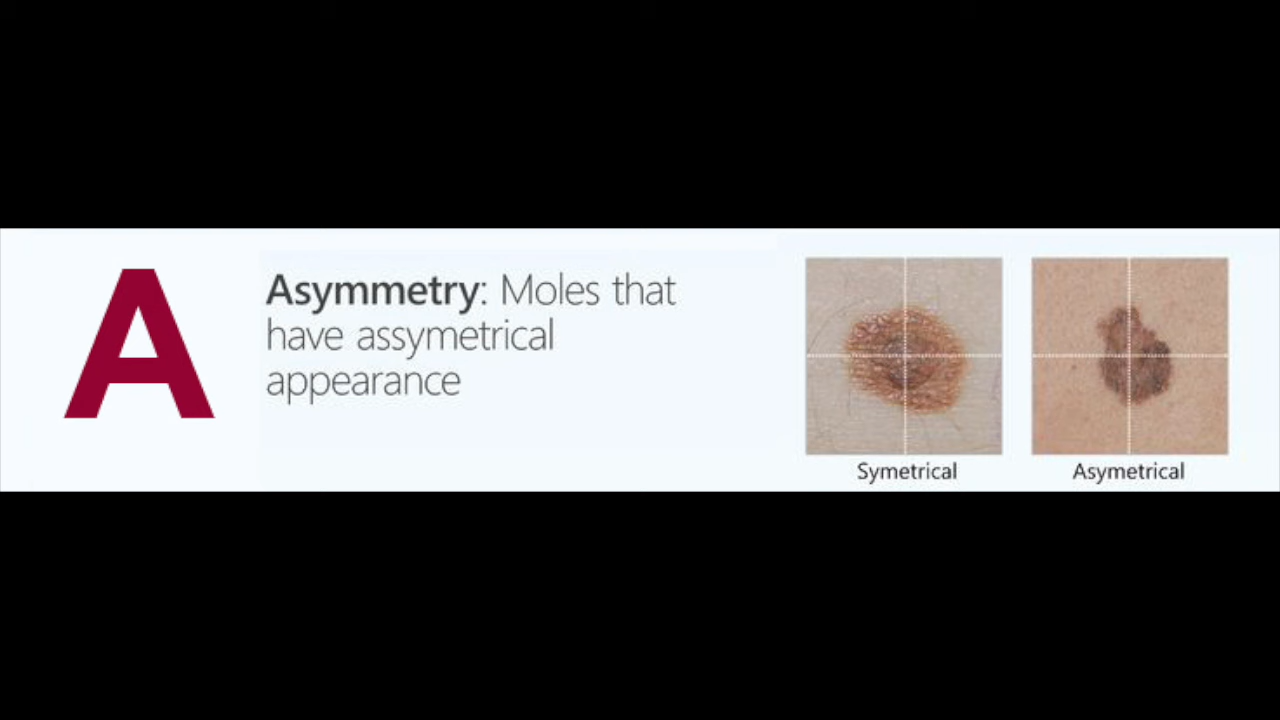 A
Asymmetry: Moles that
have assymetrical
appearance
Symetrical
Asymetrical